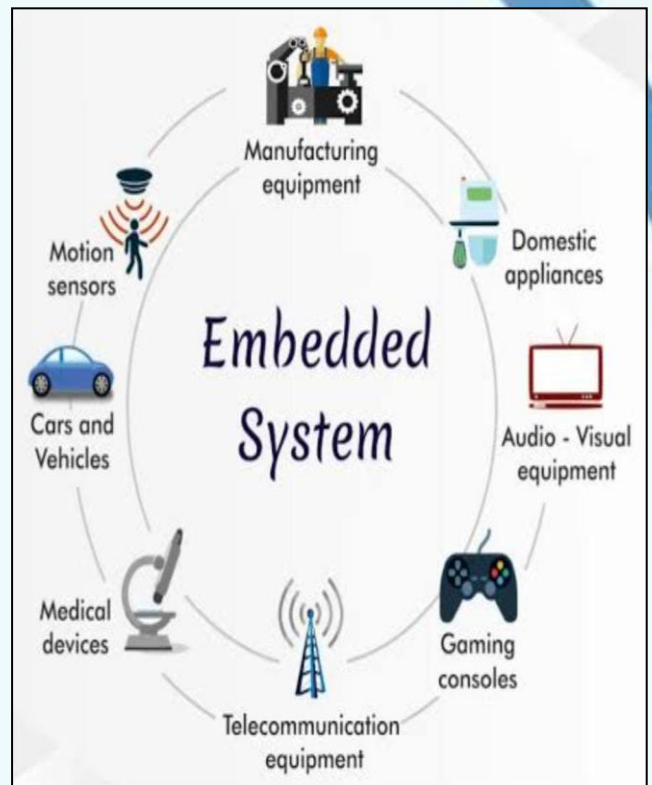 Manufacturing
equipment
Domestic
appliances
Audio - Visual
equipment
Gaming
consoles
Telecommunication
equipment
Medical
devices
Cars and
Vehicles
Motion
sensors
Embedded
System